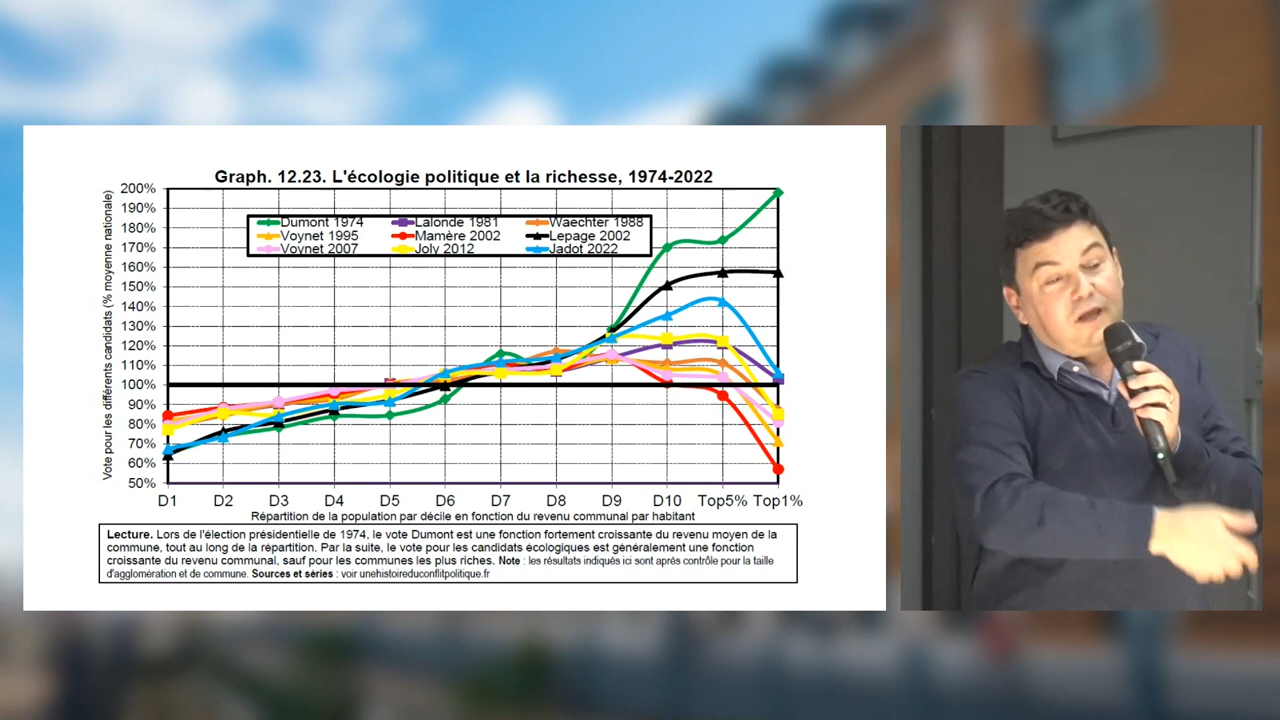 Graph. 12.23. L'écologie politique et la richesse, 1974-2022
Vote pour les différents candidats (% moyenne nationale)
200%
190%
180%
170%
160%
150%
140%
130%
120%
110%
100%
90%
80%
70%
60%
50%
Dumont 1974 Lalonde 1981 Waechter 1988
Voynet 1995 Mamère 2002 Lepage 2002
Voynet 2007 Joly 2012 Jadot 2022
D1 D2 D3 D4 D5 D6 D7 D8 D9 D10 Top5% Top1%
Répartition de la population par décile en fonction du revenu communal par habitant
Lecture. Lors de l'élection présidentielle de 1974, le vote Dumont est une fonction fortement croissante du revenu moyen de la
commune, tout au long de la répartition. Par la suite, le vote pour les candidats écologiques est généralement une fonction
croissante du revenu communal, sauf pour les communes les plus riches. Note : les résultats indiqués ici sont après contrôle pour la taille
d'agglomération et de commune. Sources et séries : voir unehistoireduconflitpolitique.fr